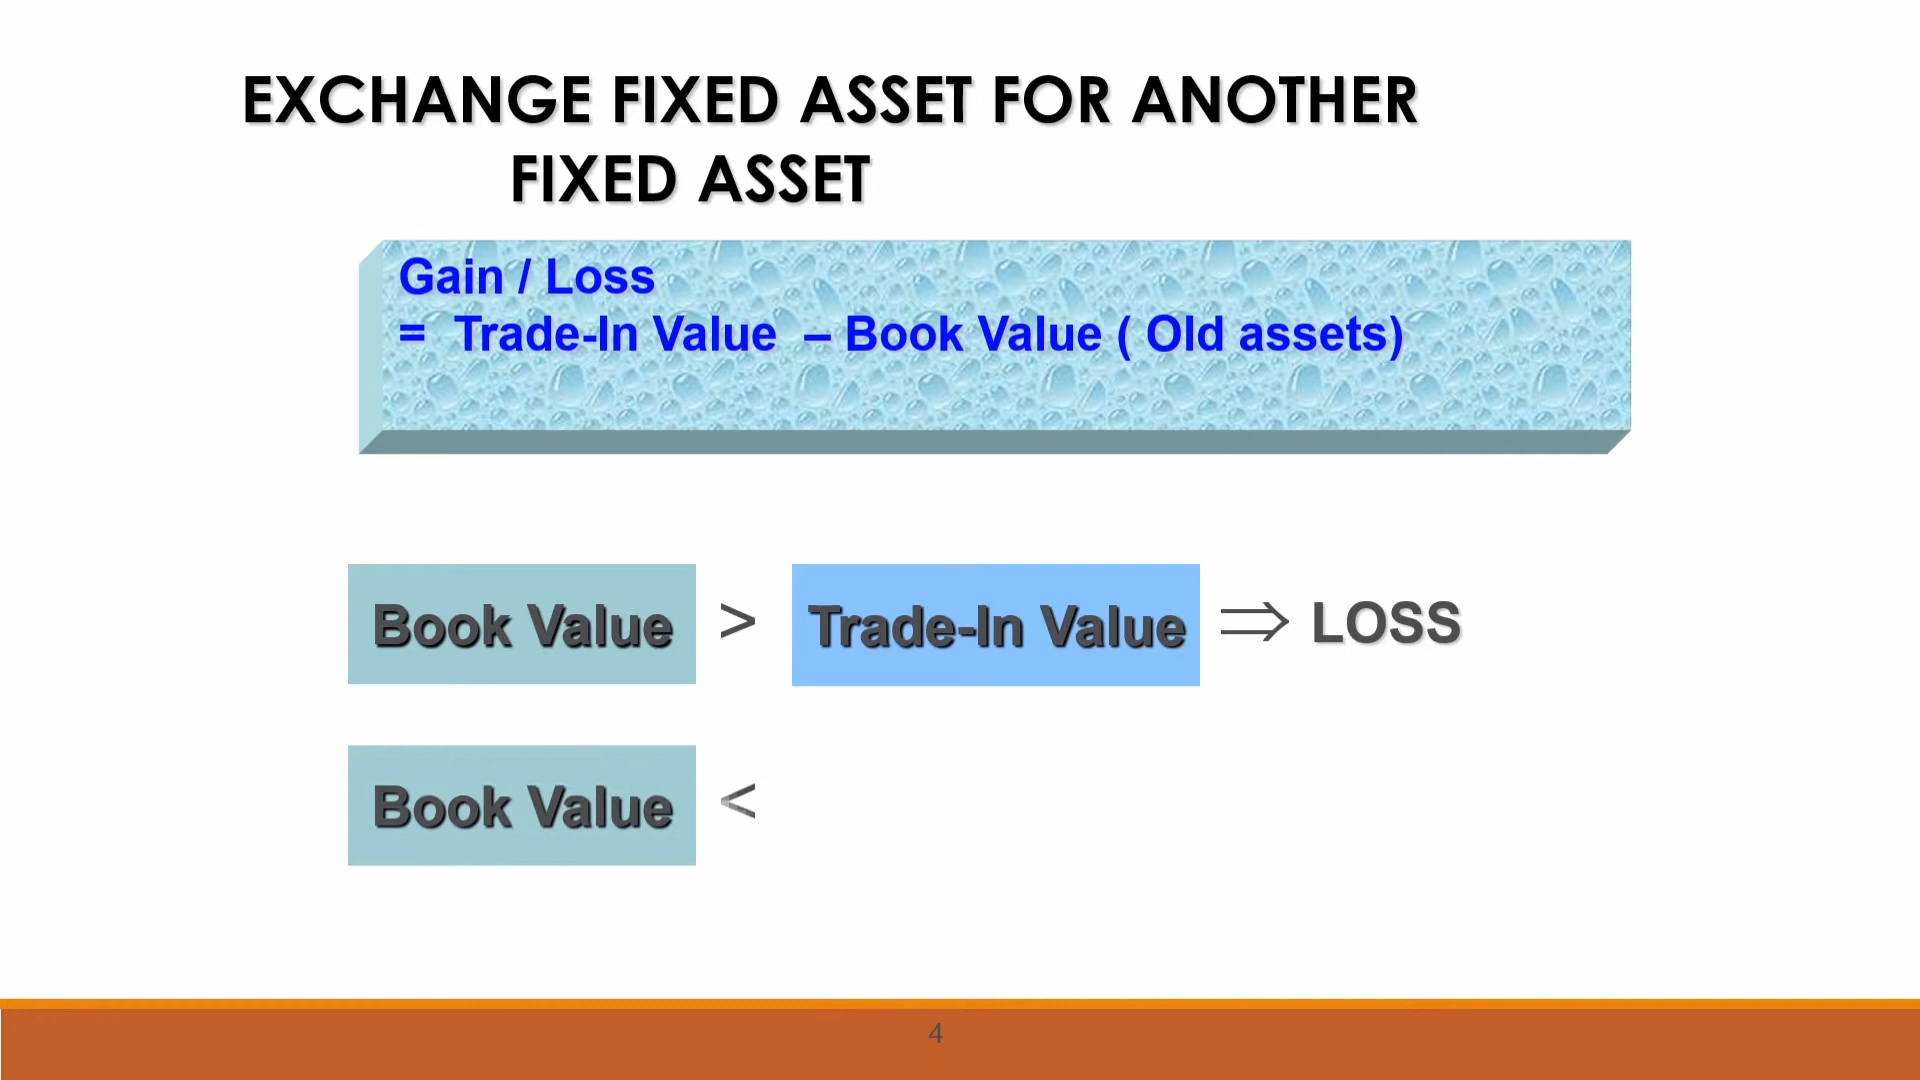 EXCHANGE FIXED ASSET FOR ANOTHER
FIXED ASSET
Gain / Loss
= Trade-In Value – Book Value ( Old assets)
Book Value > Trade-In Value ⇒ LOSS
Book Value <
4